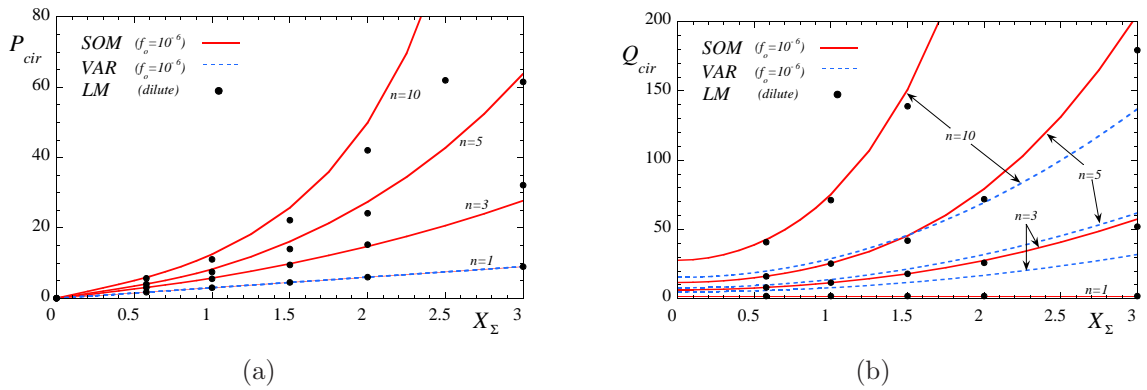 80
P_cir
60
40
20
0
SOM (f_o=10^-6)
VAR (f_o=10^-6)
LM (dilute)
n=10
n=5
n=3
n=1
0 0.5 1 1.5 2 2.5 3
X_Σ
(a)
200
Q_cir
150
100
50
0
SOM (f_o=10^-6)
VAR (f_o=10^-6)
LM (dilute)
n=10
n=5
n=3
n=1
0 0.5 1 1.5 2 2.5 3
X_Σ
(b)